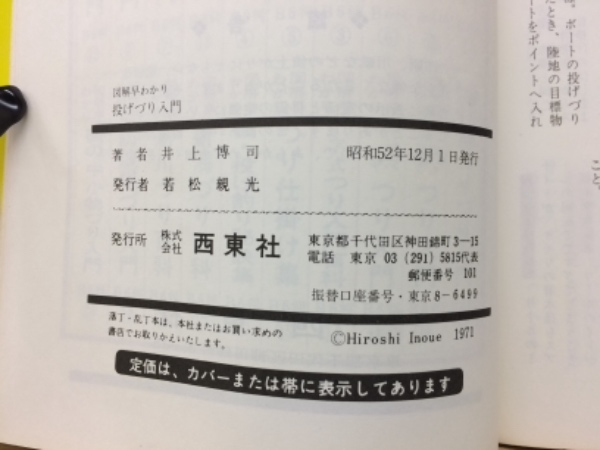 図解早わかり
投げづり入門
著者 井上博司 昭和52年12月1日発行
発行者 若松親光
発行所 株式会社 西東社 東京都千代田区神田錦町3-15
電話 東京 03 (291) 5815代表
郵便番号 101
振替口座番号・東京8-6499
落丁・乱丁本は、本社またはお買い求めの
書店でお取りかえいたします。
©Hiroshi Inoue 1971
定価は、カバーまたは帯に表示してあります
ボートの投げづり
たとき、陸地の目標物
ートをポイントへ入れ